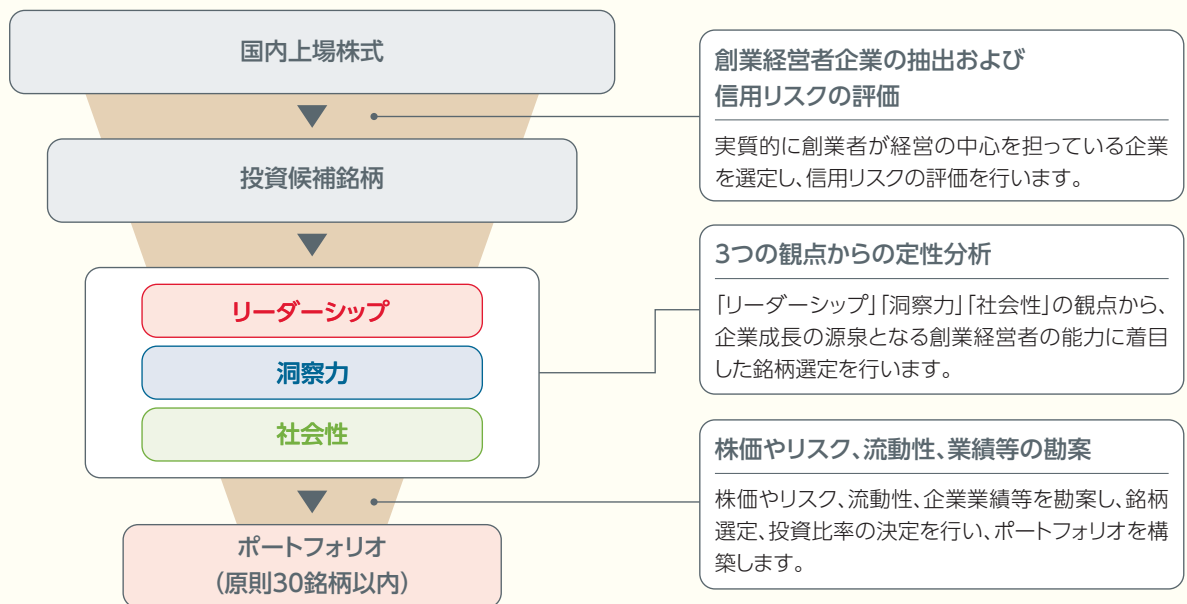 国内上場株式
投資候補銘柄
リーダーシップ
洞察力
社会性
ポートフォリオ
（原則30銘柄以内）
創業経営者企業の抽出および
信用リスクの評価
実質的に創業者が経営の中心を担っている企業
を選定し、信用リスクの評価を行います。
3つの観点からの定性分析
「リーダーシップ」「洞察力」「社会性」の観点から、
企業成長の源泉となる創業経営者の能力に着目
した銘柄選定を行います。
株価やリスク、流動性、業績等の勘案
株価やリスク、流動性、企業業績等を勘案し、銘柄
選定、投資比率の決定を行い、ポートフォリオを構
築します。